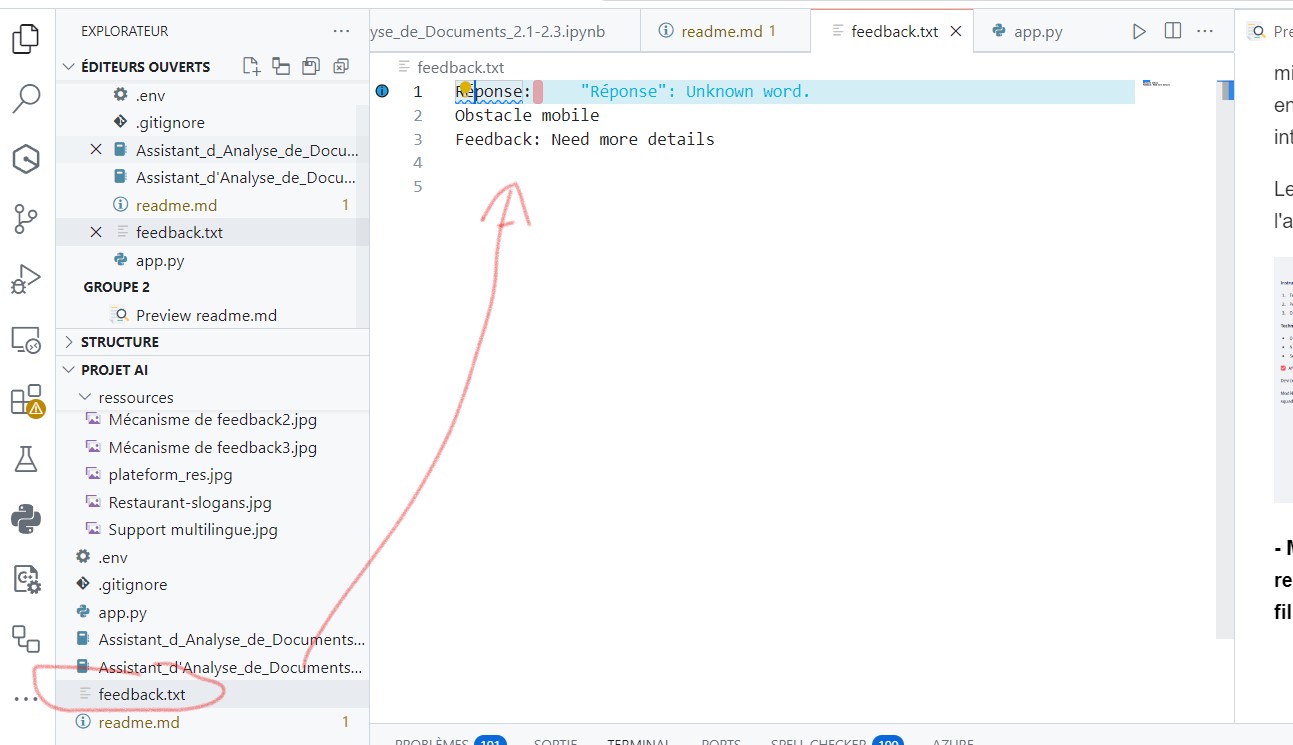 EXPLORATEUR
ÉDITEURS OUVERTS
.env
.gitignore
Assistant_d_Analyse_de_Docu...
Assistant_d'Analyse_de_Docu...
readme.md 1
feedback.txt
app.py
GROUPE 2
Preview readme.md
STRUCTURE
PROJET AI
ressources
Mécanisme de feedback2.jpg
Mécanisme de feedback3.jpg
plateform_res.jpg
Restaurant-slogans.jpg
Support multilingue.jpg
.env
.gitignore
app.py
Assistant_d_Analyse_de_Documents...
Assistant_d'Analyse_de_Documents...
feedback.txt
readme.md 1
yse_de_Documents_2.1-2.3.ipynb
readme.md 1
feedback.txt
app.py
feedback.txt
1 Réponse: "Réponse": Unknown word.
2 Obstacle mobile
3 Feedback: Need more details
4
5
PROBLÈMES 101 SORTIE TERMINAL PORTS SPELL CHECKER 100 AZURE
Pre
mi
en
int
Le
l'a
- M
re
fil